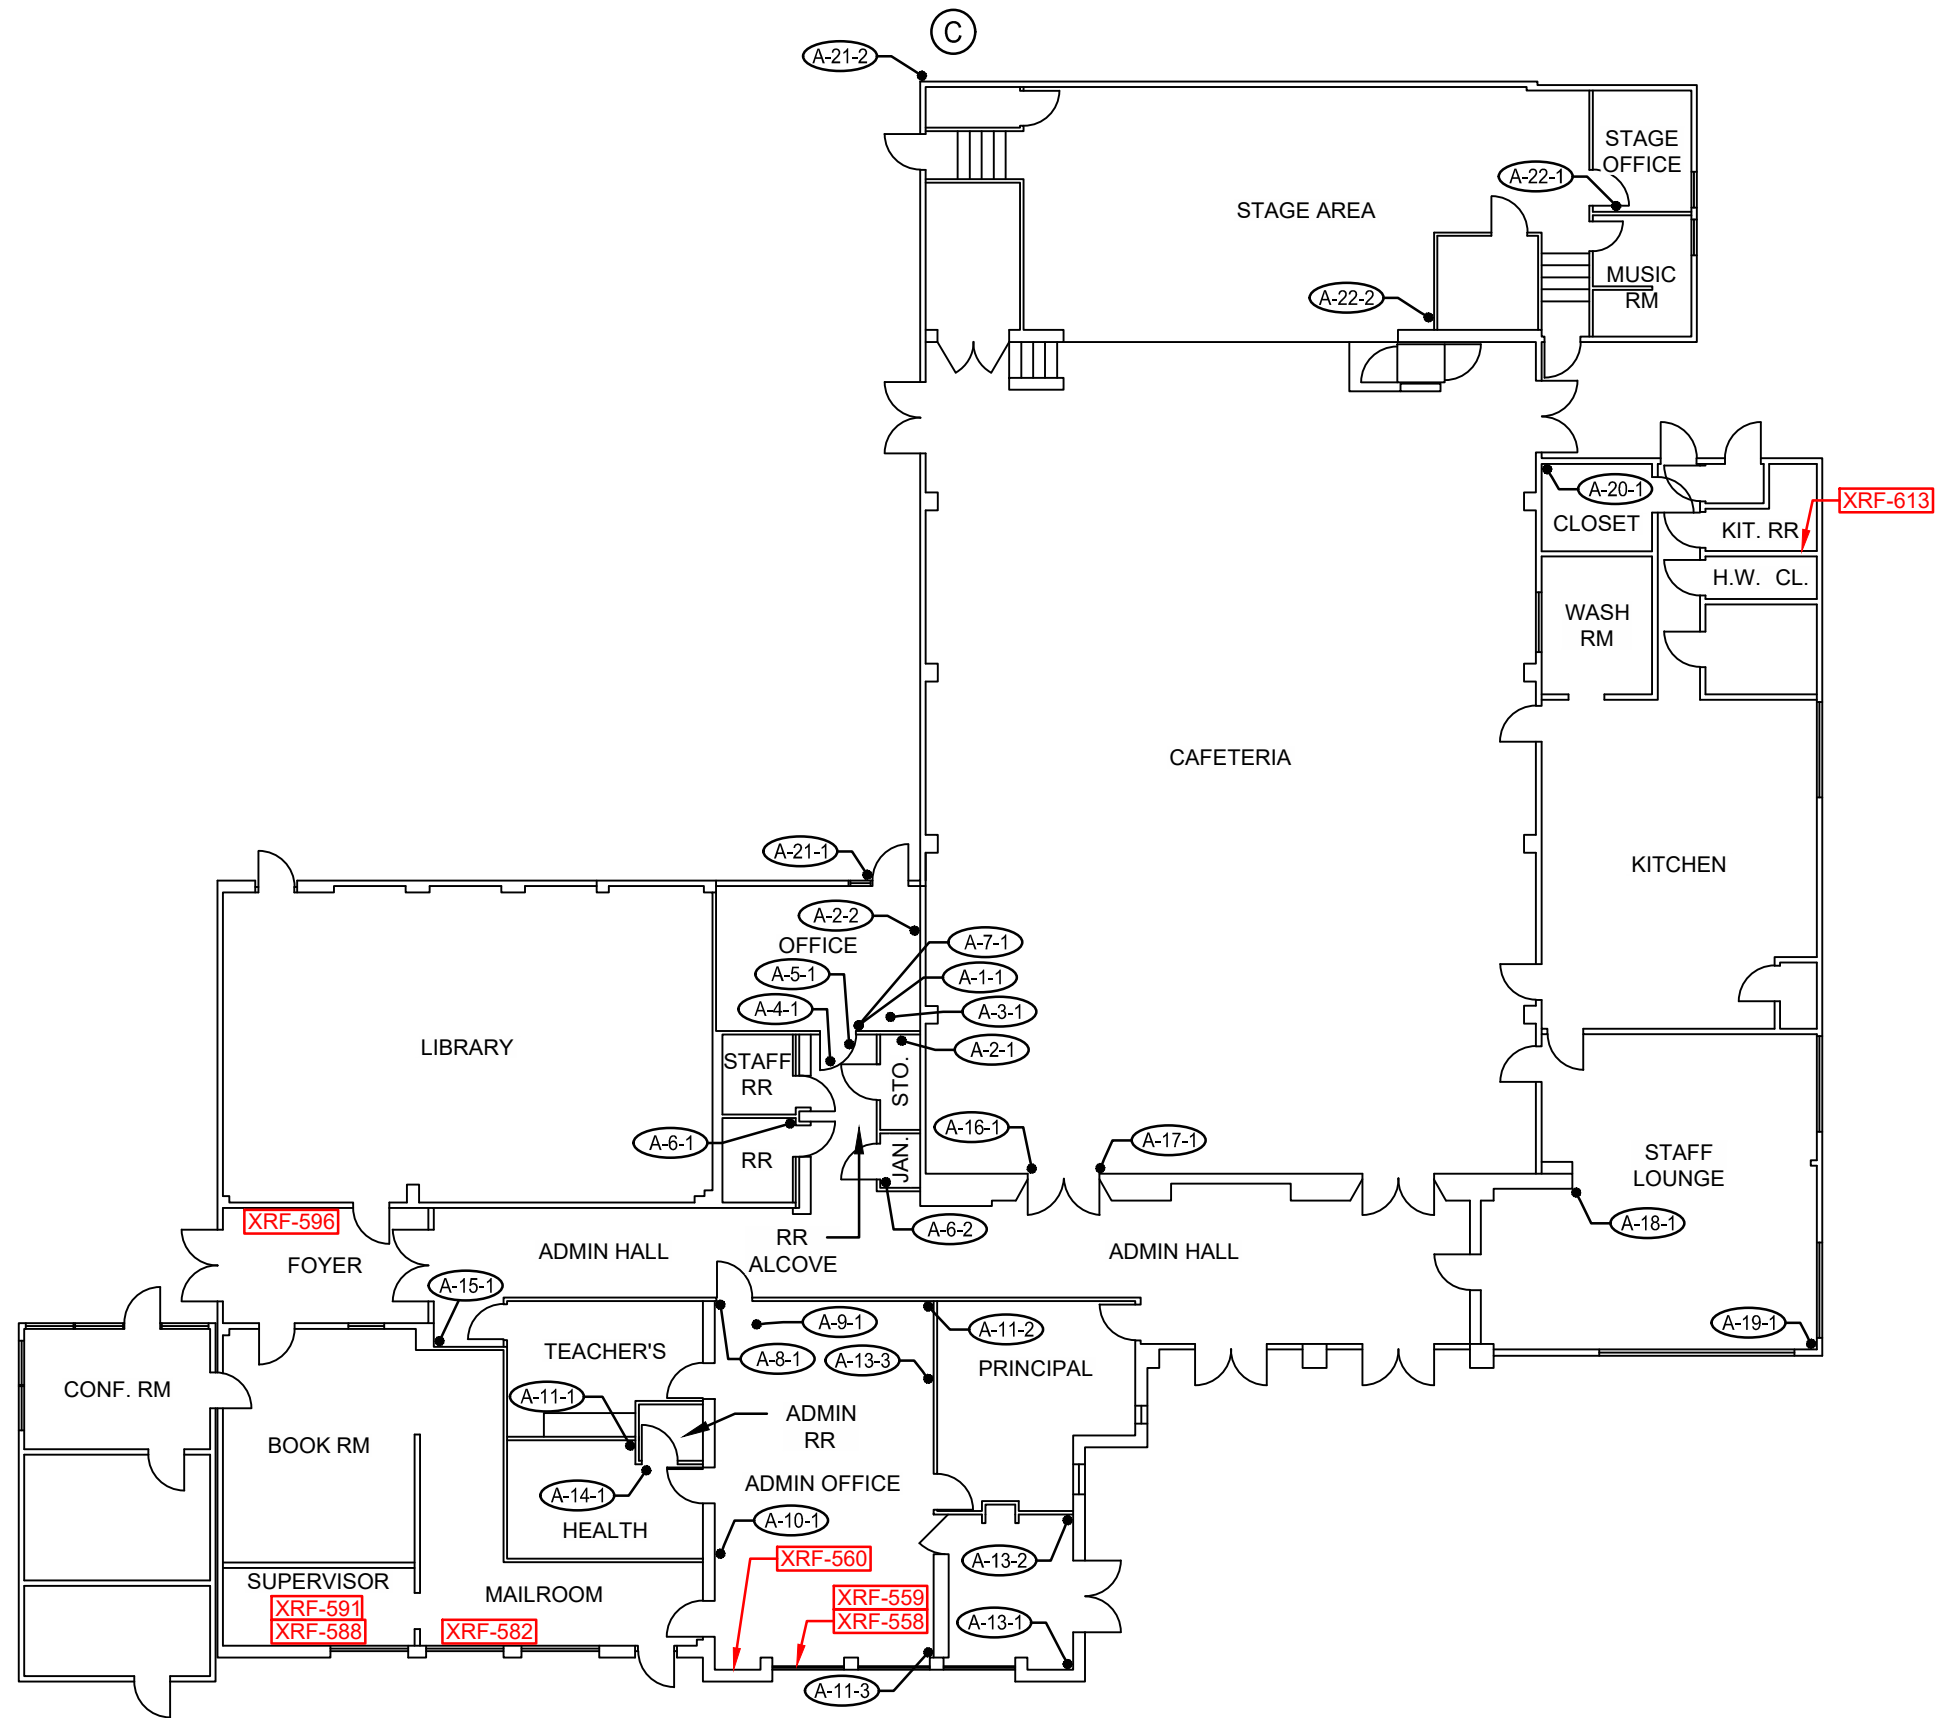 C
A-21-2
STAGE
OFFICE
A-22-1
STAGE AREA
MUSIC
RM
A-22-2
A-20-1
XRF-613
CLOSET
KIT. RR
H.W. CL.
WASH
RM
CAFETERIA
A-21-1
KITCHEN
A-2-2
OFFICE
A-7-1
A-5-1
A-1-1
A-4-1
A-3-1
LIBRARY
A-2-1
STAFF
RR
STO.
A-16-1
A-17-1
A-6-1
RR
JAN.
STAFF
LOUNGE
XRF-596
A-6-2
A-18-1
RR
ALCOVE
ADMIN HALL
ADMIN HALL
FOYER
A-15-1
A-9-1
A-11-2
A-19-1
TEACHER'S
A-8-1
A-13-3
PRINCIPAL
CONF. RM
A-11-1
ADMIN
RR
BOOK RM
ADMIN OFFICE
A-14-1
HEALTH
A-10-1
XRF-560
A-13-2
SUPERVISOR
MAILROOM
XRF-591
XRF-588
XRF-582
XRF-559
XRF-558
A-13-1
A-11-3